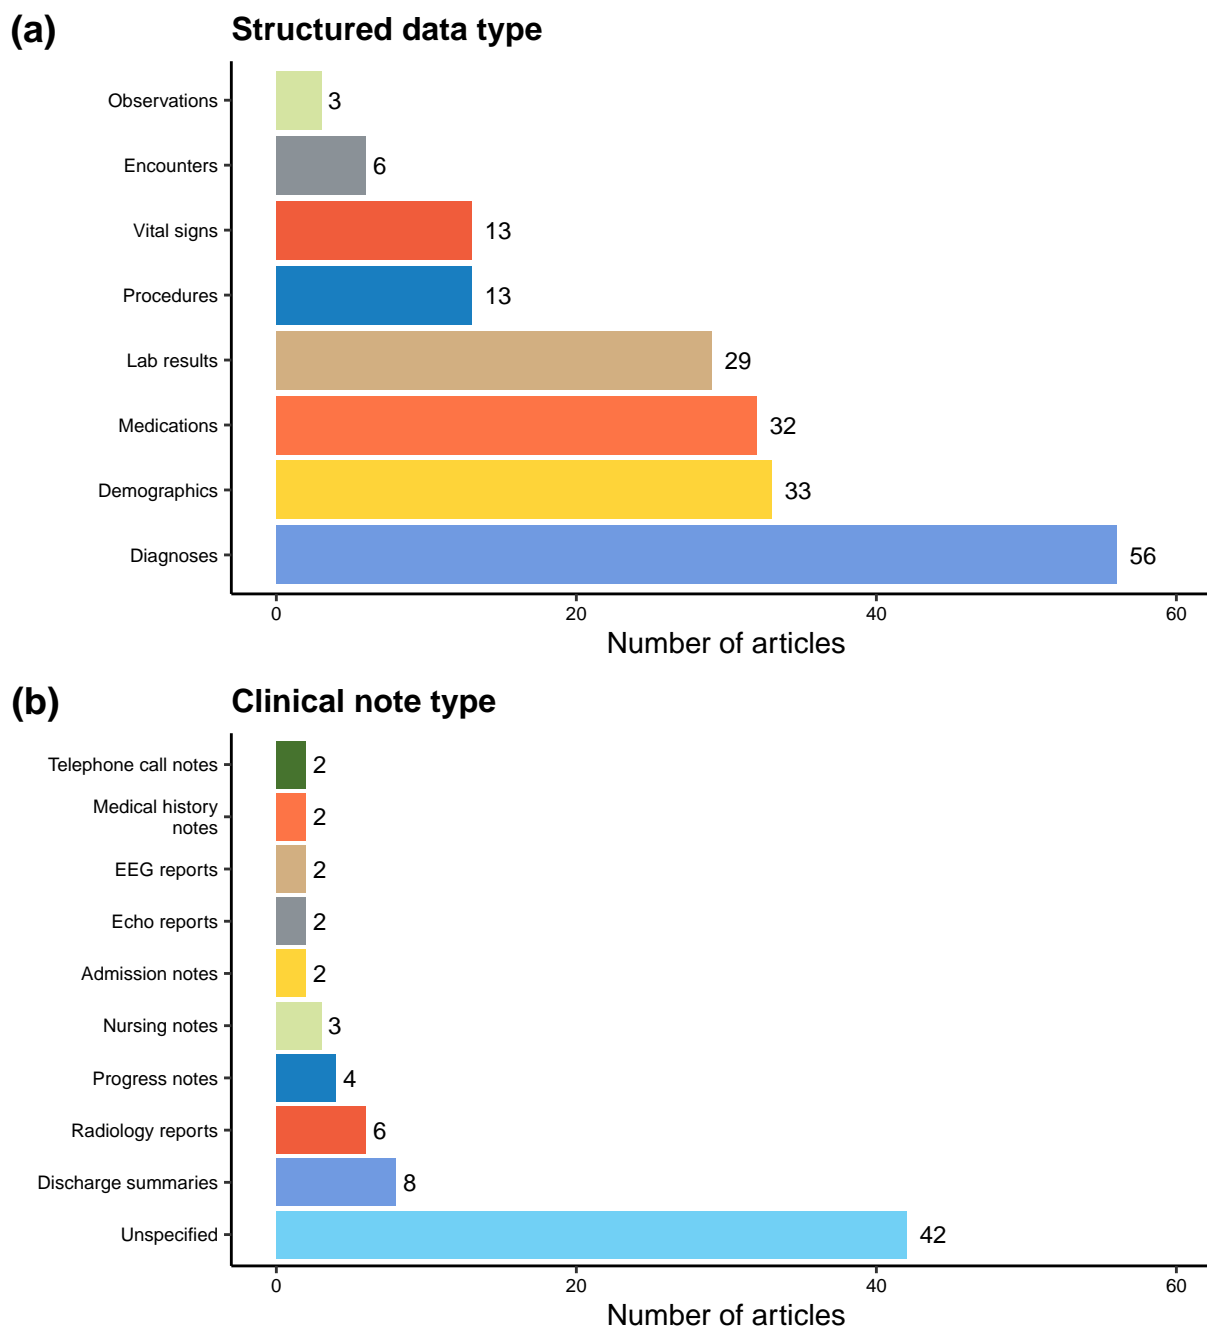 (a) Structured data type
Observations 3
Encounters 6
Vital signs 13
Procedures 13
Lab results 29
Medications 32
Demographics 33
Diagnoses 56
0 20 40 60
Number of articles
(b) Clinical note type
Telephone call notes 2
Medical history
notes 2
EEG reports 2
Echo reports 2
Admission notes 2
Nursing notes 3
Progress notes 4
Radiology reports 6
Discharge summaries 8
Unspecified 42
0 20 40 60
Number of articles